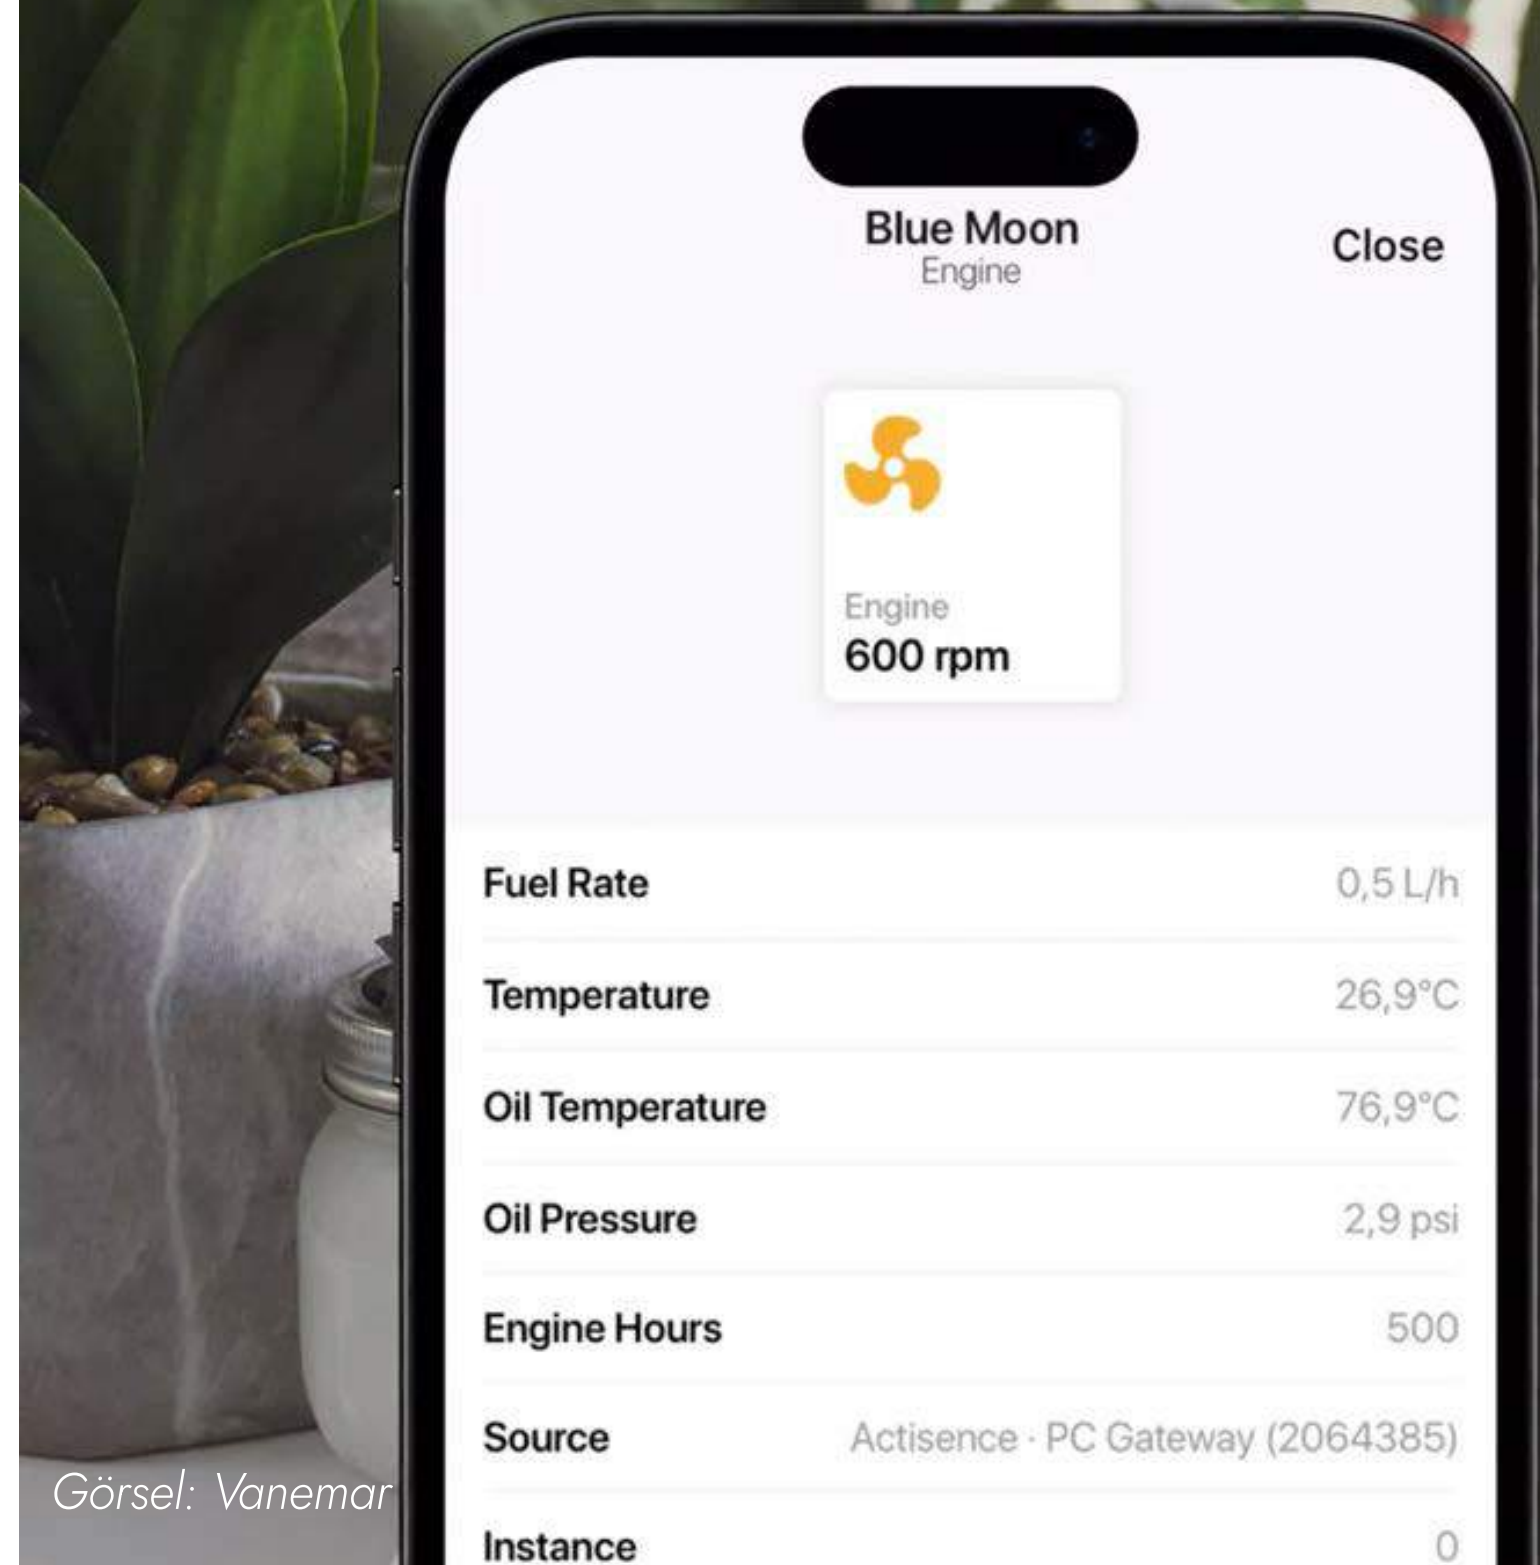 Blue Moon
Engine
Close
Engine
600 rpm
Fuel Rate 0,5 L/h
Temperature 26,9°C
Oil Temperature 76,9°C
Oil Pressure 2,9 psi
Engine Hours 500
Source Actisence · PC Gateway (2064385)
Instance 0
Görsel: Vanemar